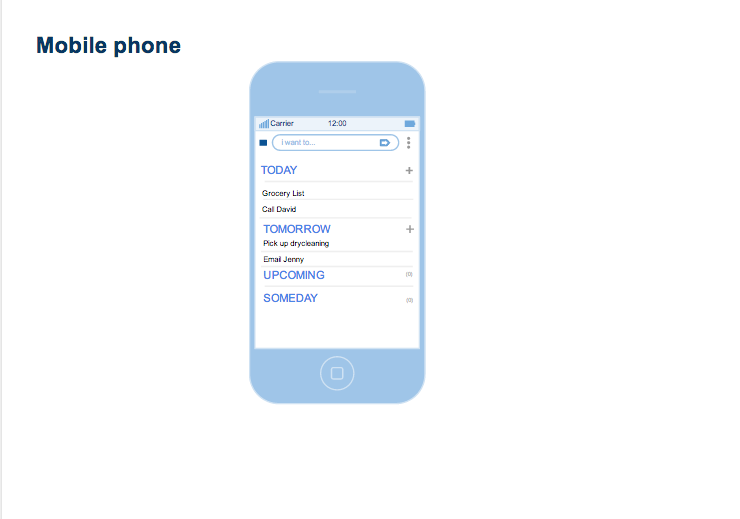 Mobile phone
Carrier 12:00
I want to...
TODAY +
Grocery List
Call David
TOMORROW +
Pick up drycleaning
Email Jenny
UPCOMING (0)
SOMEDAY (0)